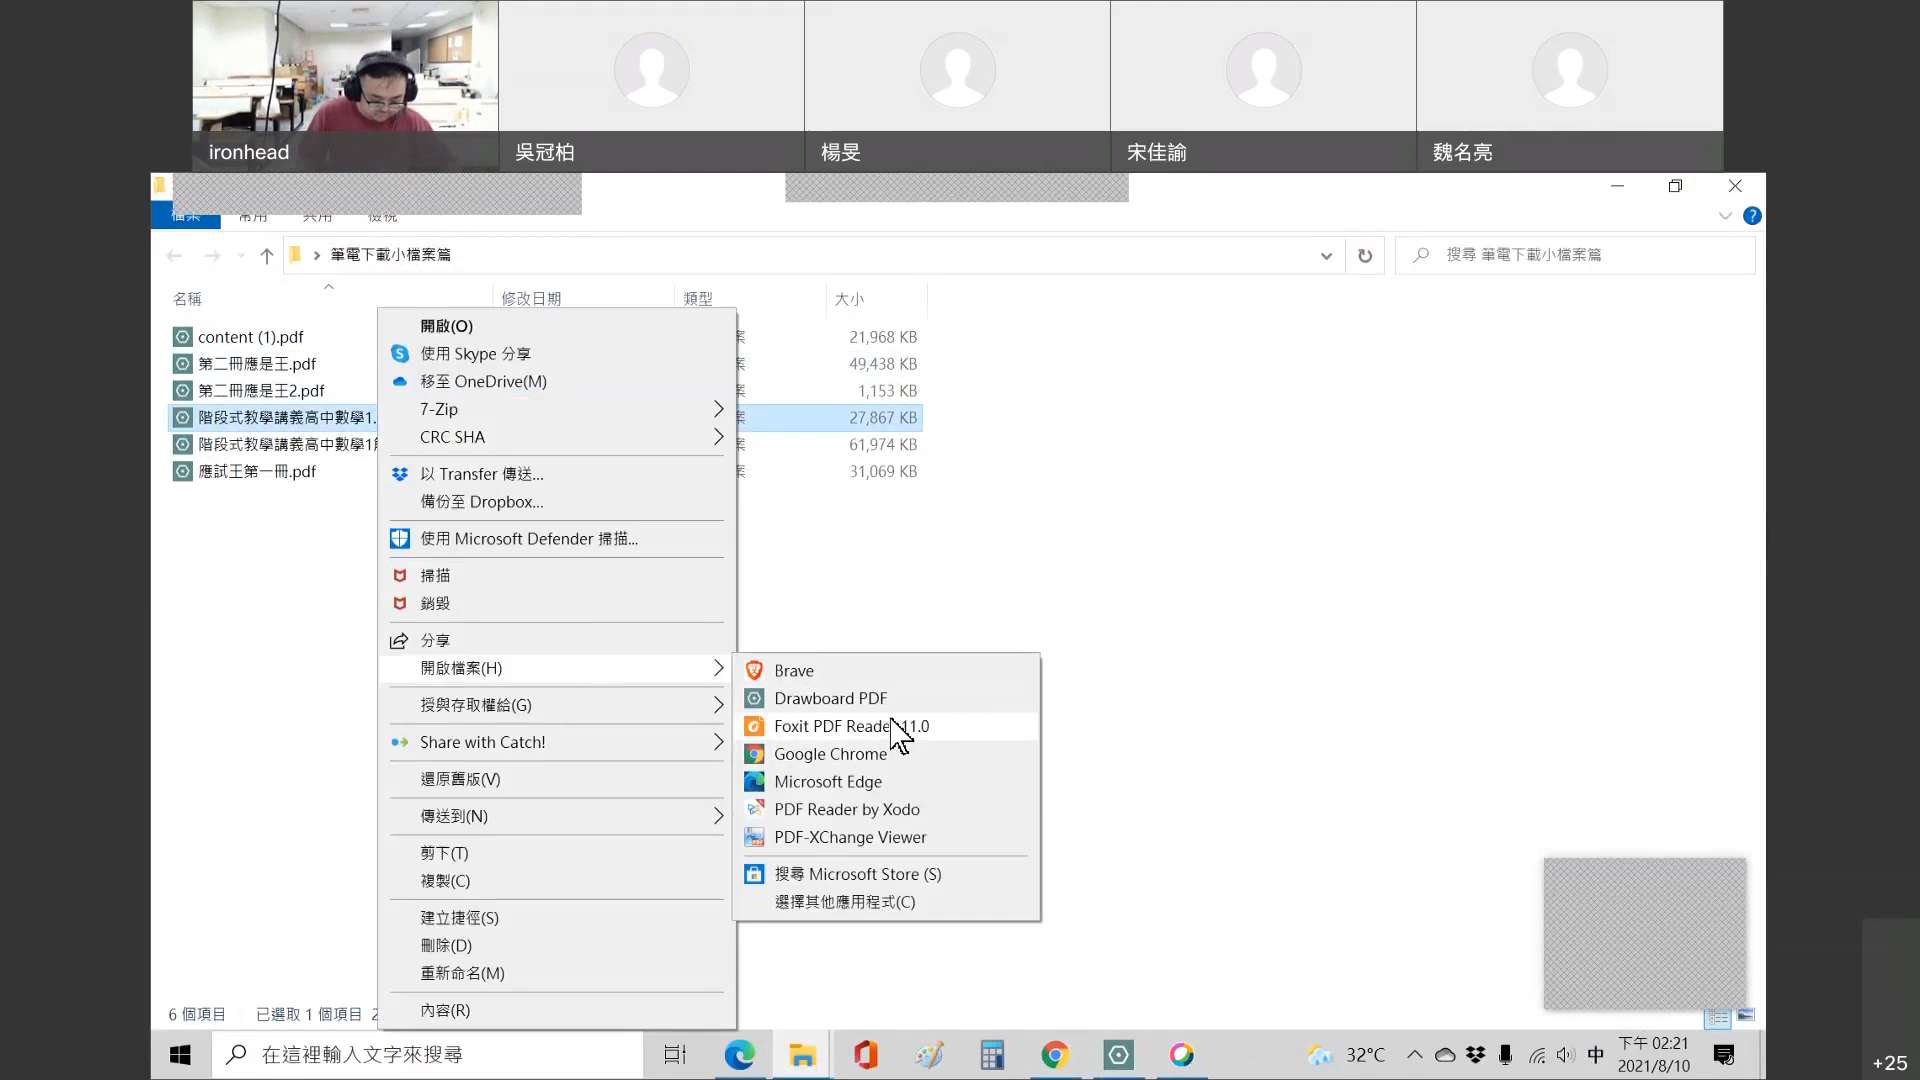 ironhead
吳冠柏
楊旻
宋佳諭
魏名亮
檔案 常用 共用 檢視
筆電下載小檔案篇
搜尋 筆電下載小檔案篇
名稱 修改日期 類型 大小
content (1).pdf 21,968 KB
第二冊應是王.pdf 49,438 KB
第二冊應是王2.pdf 1,153 KB
階段式教學講義高中數學1. 27,867 KB
階段式教學講義高中數學1 61,974 KB
應試王第一冊.pdf 31,069 KB
開啟(O)
使用 Skype 分享
移至 OneDrive(M)
7-Zip
CRC SHA
以 Transfer 傳送...
備份至 Dropbox...
使用 Microsoft Defender 掃描...
掃描
銷毀
分享
開啟檔案(H)
授與存取權給(G)
Share with Catch!
還原舊版(V)
傳送到(N)
剪下(T)
複製(C)
建立捷徑(S)
刪除(D)
重新命名(M)
內容(R)
Brave
Drawboard PDF
Foxit PDF Reade 11.0
Google Chrome
Microsoft Edge
PDF Reader by Xodo
PDF-XChange Viewer
搜尋 Microsoft Store (S)
選擇其他應用程式(C)
6 個項目 已選取 1 個項目 2
在這裡輸入文字來搜尋
32°C
中
下午 02:21
2021/8/10
+25